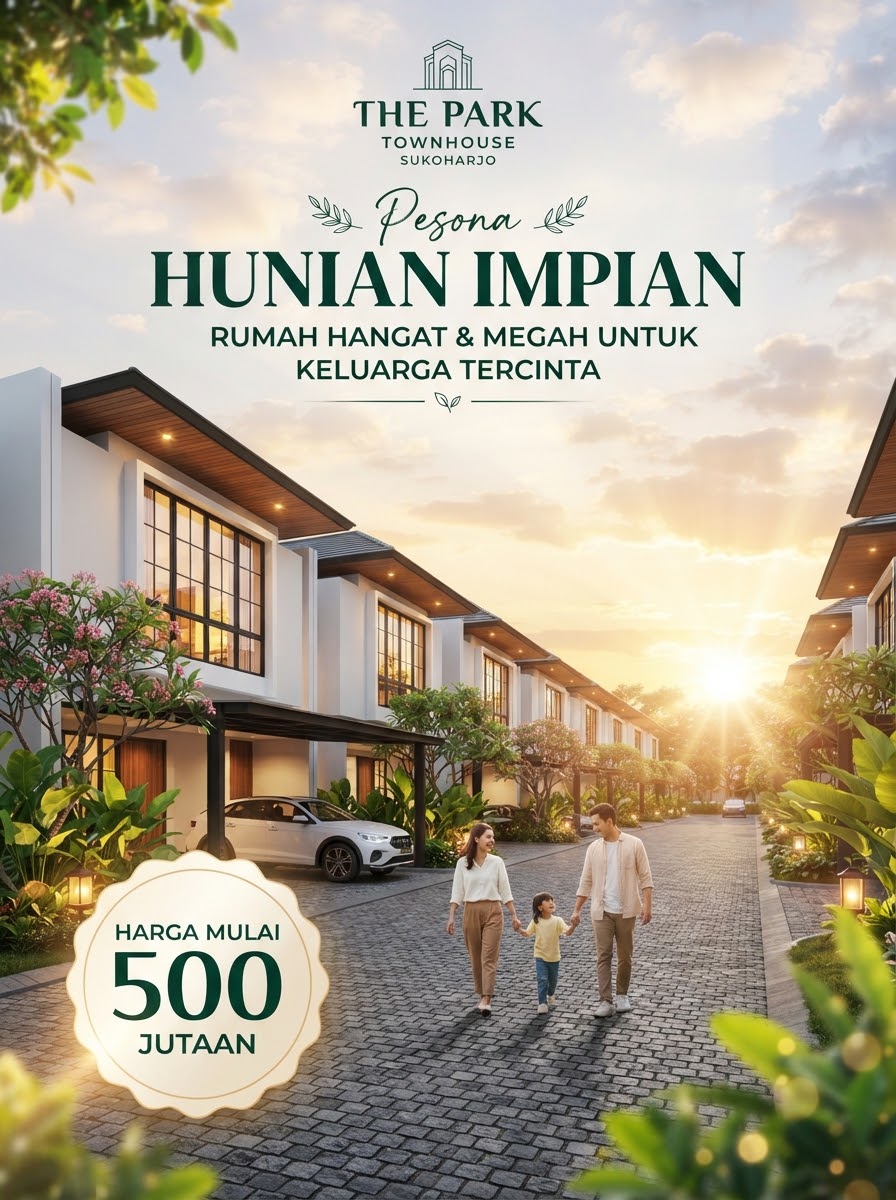 THE PARK
TOWNHOUSE
SUKOHARJO
Pesona
HUNIAN IMPIAN
RUMAH HANGAT & MEGAH UNTUK
KELUARGA TERCINTA
HARGA MULAI
500
JUTAAN